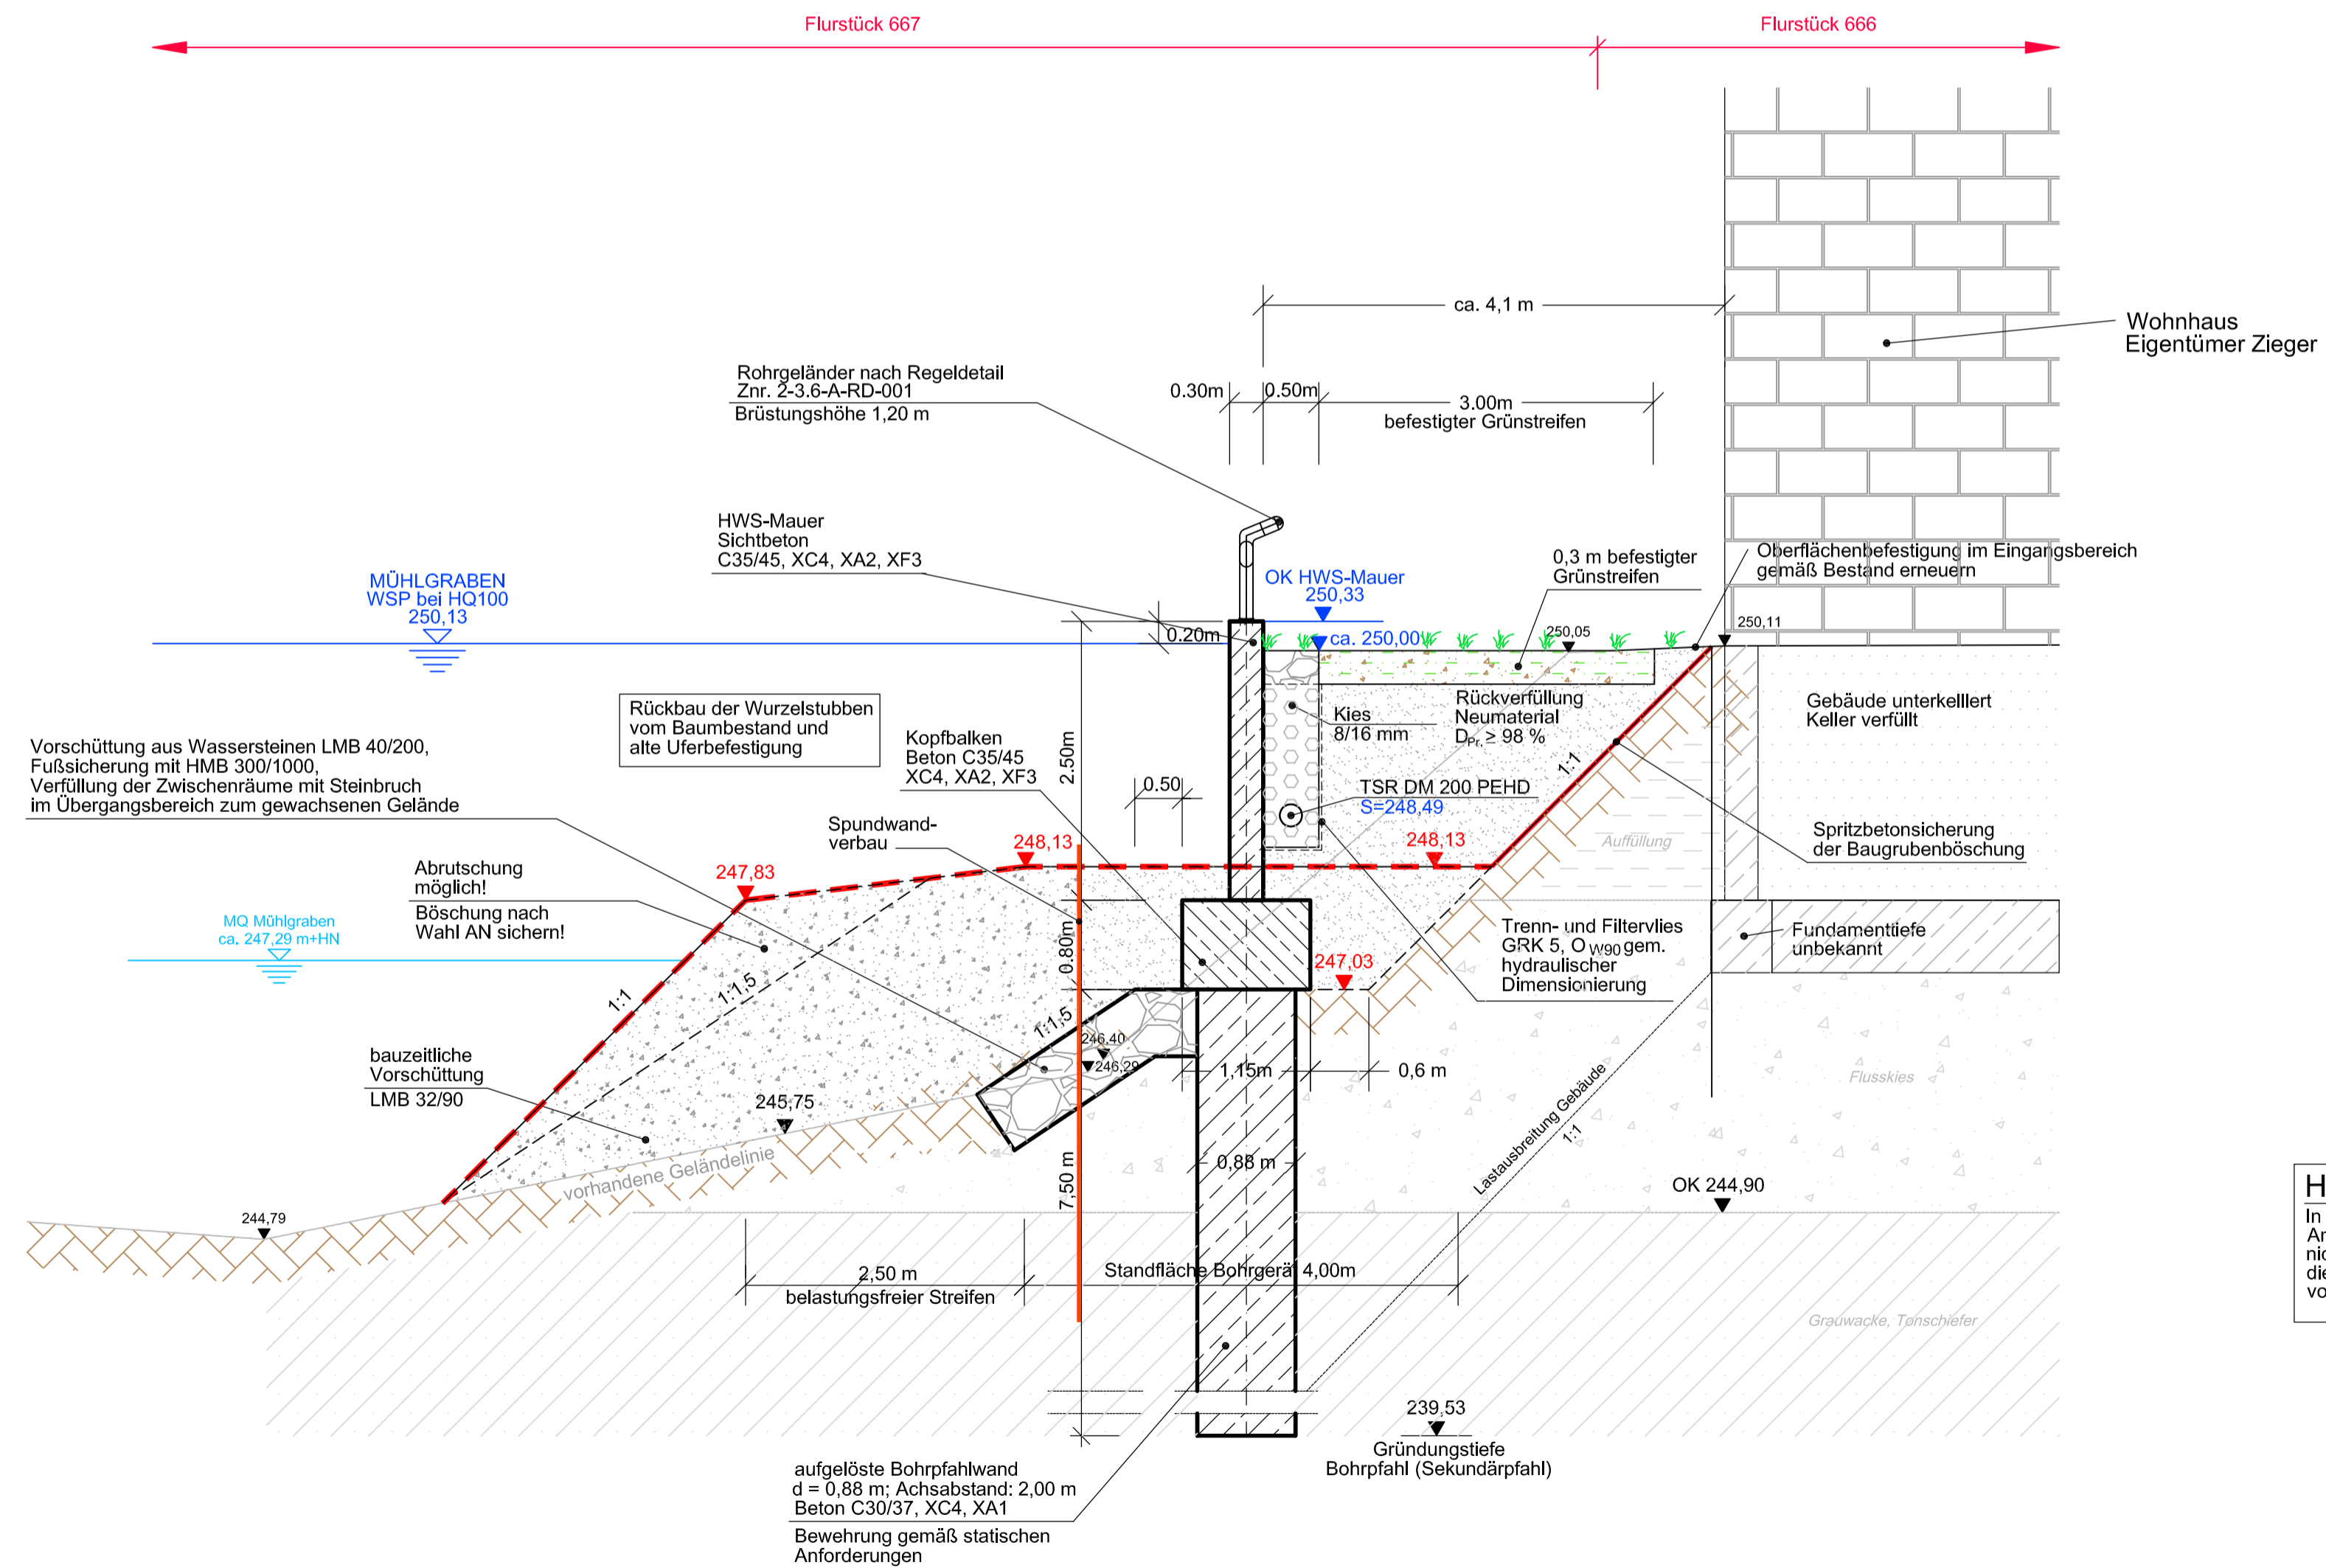 Flurstück 667
Flurstück 666
ca. 4,1 m
Wohnhaus
Eigentümer Zieger
Rohrgeländer nach Regeldetail
Znr. 2-3.6-A-RD-001
Brüstungshöhe 1,20 m
0.30m
0.50m
3.00m
befestigter Grünstreifen
HWS-Mauer
Sichtbeton
C35/45, XC4, XA2, XF3
MÜHLGRABEN
WSP bei HQ100
250,13
OK HWS-Mauer
250,33
0,3 m befestigter
Grünstreifen
Oberflächenbefestigung im Eingangsbereich
gemäß Bestand erneuern
0.20m
ca. 250,00
250,05
250,11
Rückbau der Wurzelstubben
vom Baumbestand und
alte Uferbefestigung
Kopfbalken
Beton C35/45
XC4, XA2, XF3
2.50m
Kies
8/16 mm
Rückverfüllung
Neumaterial
DPr. ≥ 98 %
Gebäude unterkelllert
Keller verfüllt
Vorschüttung aus Wassersteinen LMB 40/200,
Fußsicherung mit HMB 300/1000,
Verfüllung der Zwischenräume mit Steinbruch
im Übergangsbereich zum gewachsenen Gelände
0.50
TSR DM 200 PEHD
S=248,49
1:1
Spundwand-
verbau
248,13
248,13
Auffüllung
Spritzbetonsicherung
der Baugrubenböschung
Abrutschung
möglich!
Böschung nach
Wahl AN sichern!
247,83
MQ Mühlgraben
ca. 247,29 m+HN
0.80m
Trenn- und Filtervlies
GRK 5, O W90 gem.
hydraulischer
Dimensionierung
247,03
Fundamenttiefe
unbekannt
1:1
1:1,5
1:1,5
246,40
246,29
1,15m
0,6 m
bauzeitliche
Vorschüttung
LMB 32/90
245,75
Flusskies
Lastausbreitung Gebäude
1:1
vorhandene Geländelinie
7,50 m
0,88 m
OK 244,90
244,79
2,50 m
belastungsfreier Streifen
Standfläche Bohrgerät 4,00m
Grauwacke, Tonschiefer
H
In
nic
die
vo
239,53
Gründungstiefe
Bohrpfahl (Sekundärpfahl)
aufgelöste Bohrpfahlwand
d = 0,88 m; Achsabstand: 2,00 m
Beton C30/37, XC4, XA1
Bewehrung gemäß statischen
Anforderungen